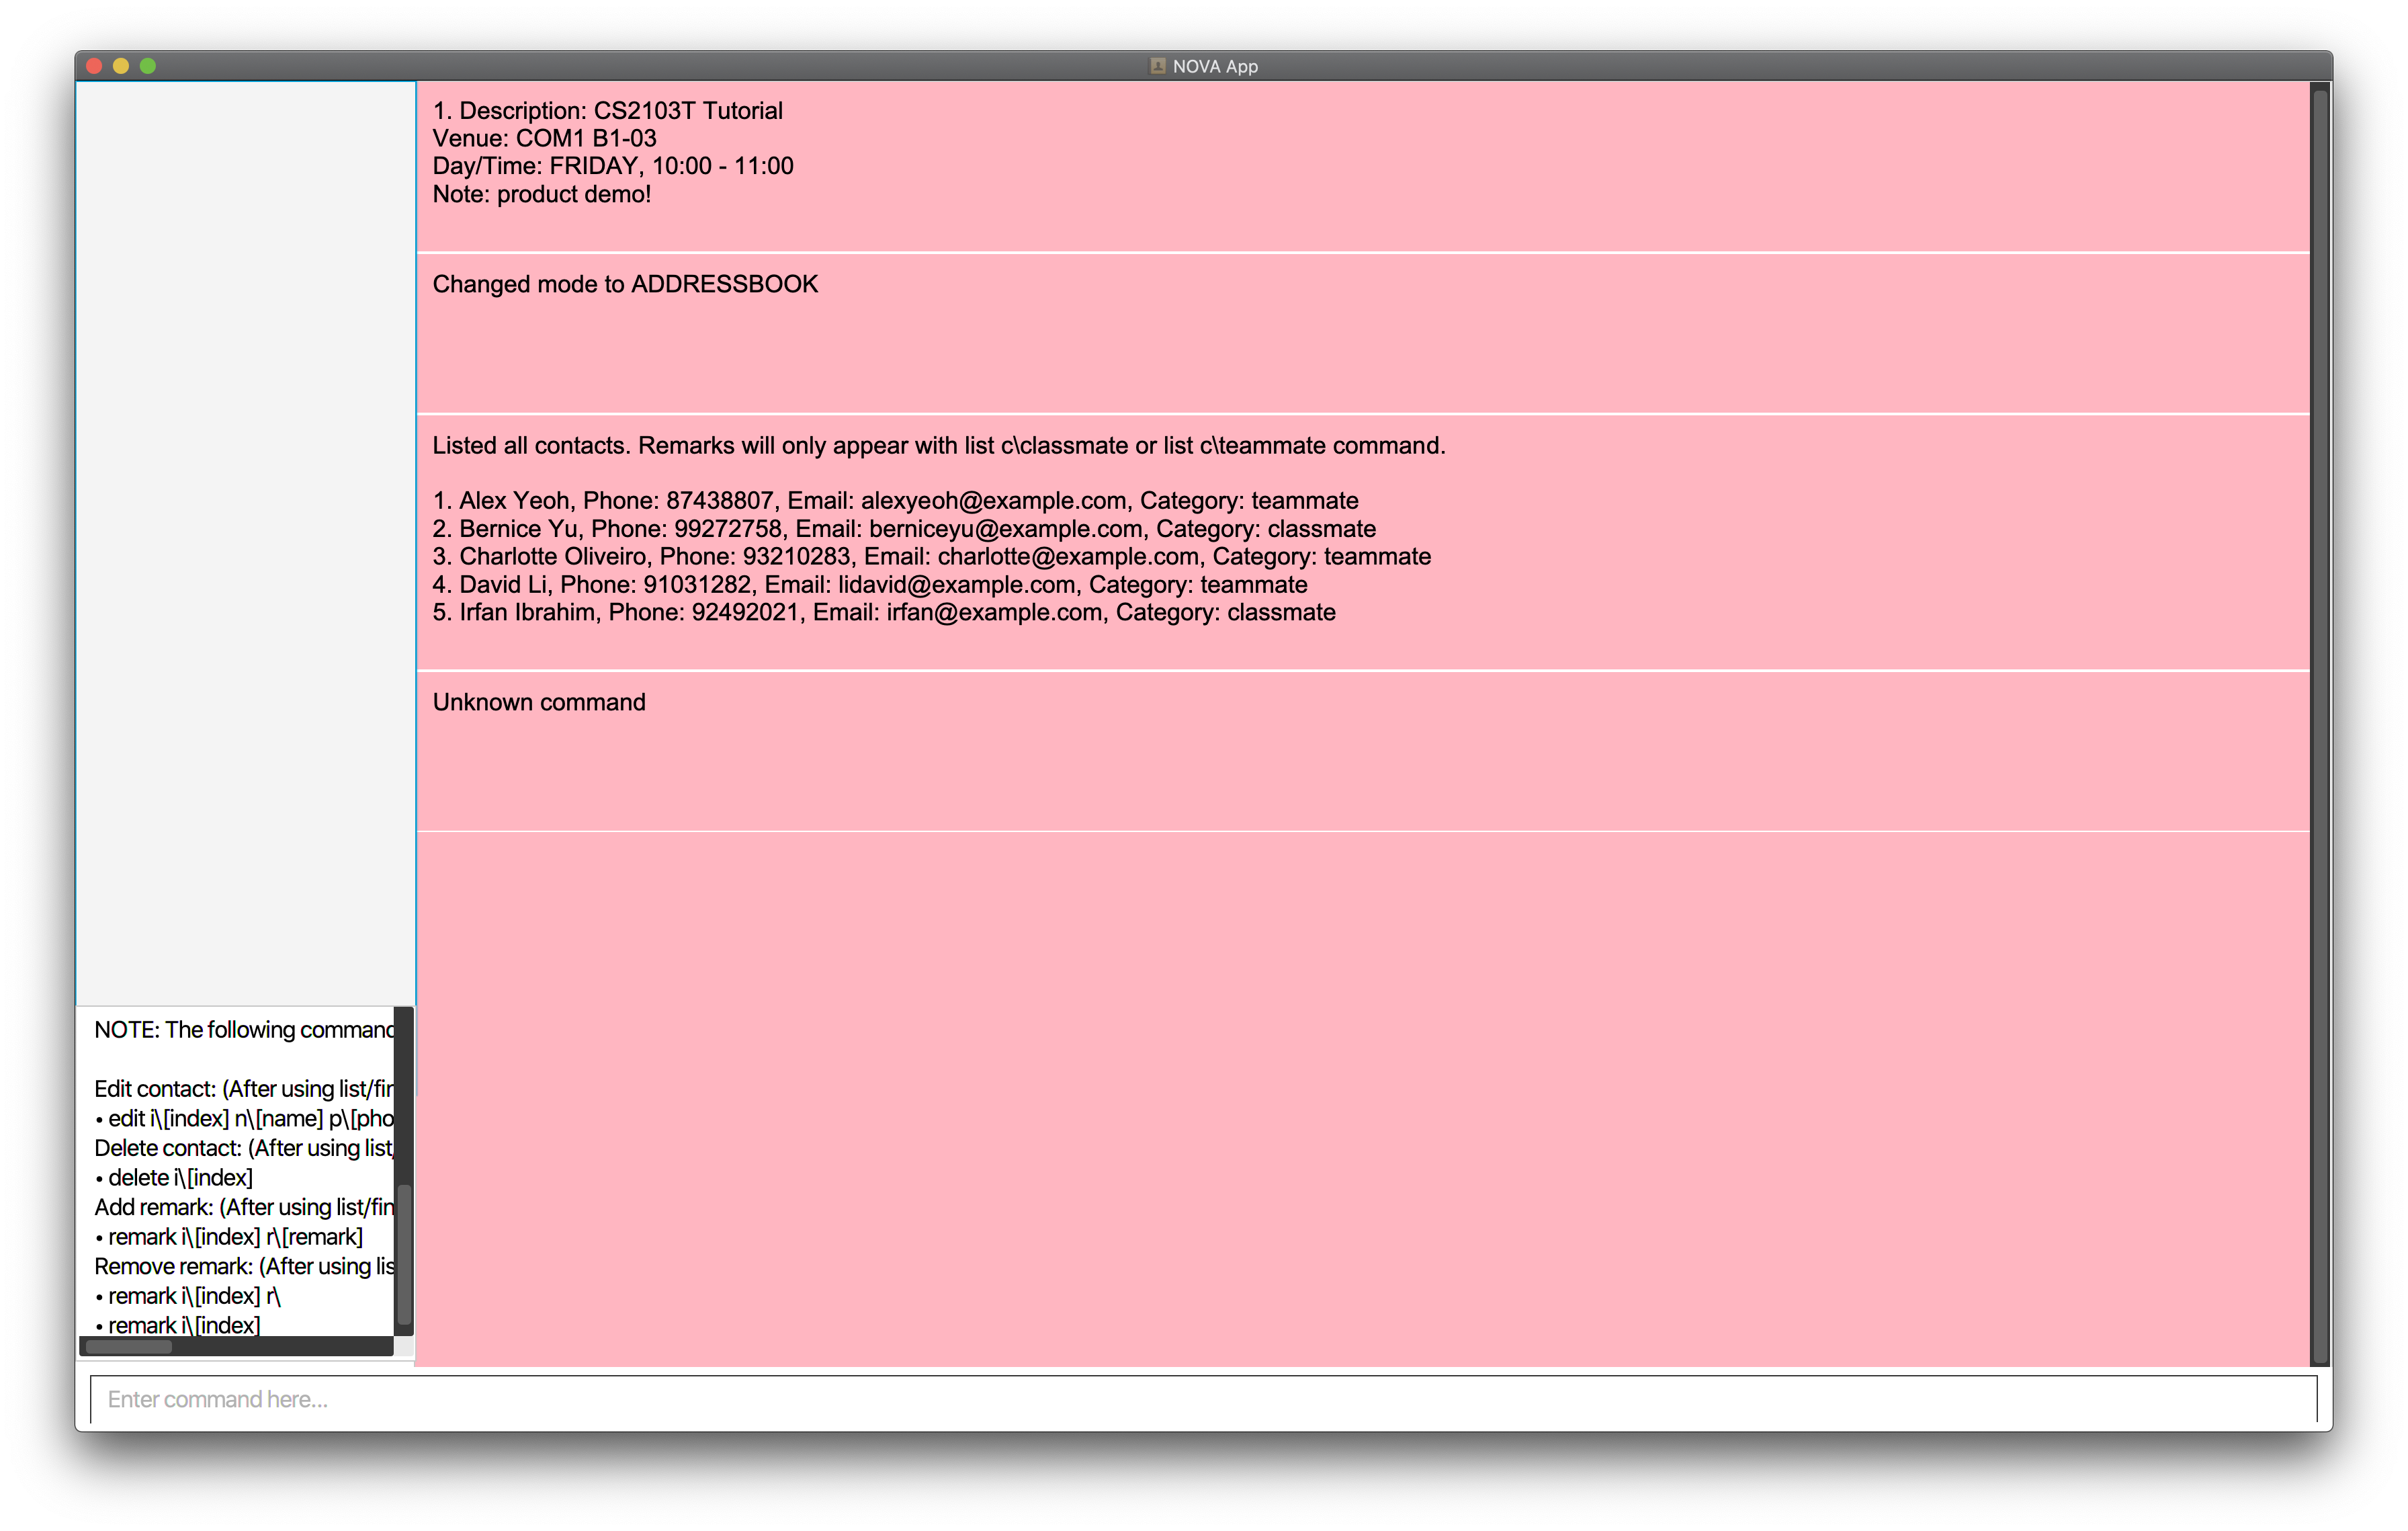 NOVA App
1. Description: CS2103T Tutorial
Venue: COM1 B1-03
Day/Time: FRIDAY, 10:00 - 11:00
Note: product demo!
Changed mode to ADDRESSBOOK
Listed all contacts. Remarks will only appear with list c\classmate or list c\teammate command.
1. Alex Yeoh, Phone: 87438807, Email: alexyeoh@example.com, Category: teammate
2. Bernice Yu, Phone: 99272758, Email: berniceyu@example.com, Category: classmate
3. Charlotte Oliveiro, Phone: 93210283, Email: charlotte@example.com, Category: teammate
4. David Li, Phone: 91031282, Email: lidavid@example.com, Category: teammate
5. Irfan Ibrahim, Phone: 92492021, Email: irfan@example.com, Category: classmate
Unknown command
NOTE: The following command
Edit contact: (After using list/fin
• edit i\[index] n\[name] p\[pho
Delete contact: (After using list/
• delete i\[index]
Add remark: (After using list/fin
• remark i\[index] r\[remark]
Remove remark: (After using lis
• remark i\[index] r\
• remark i\[index]
Enter command here...